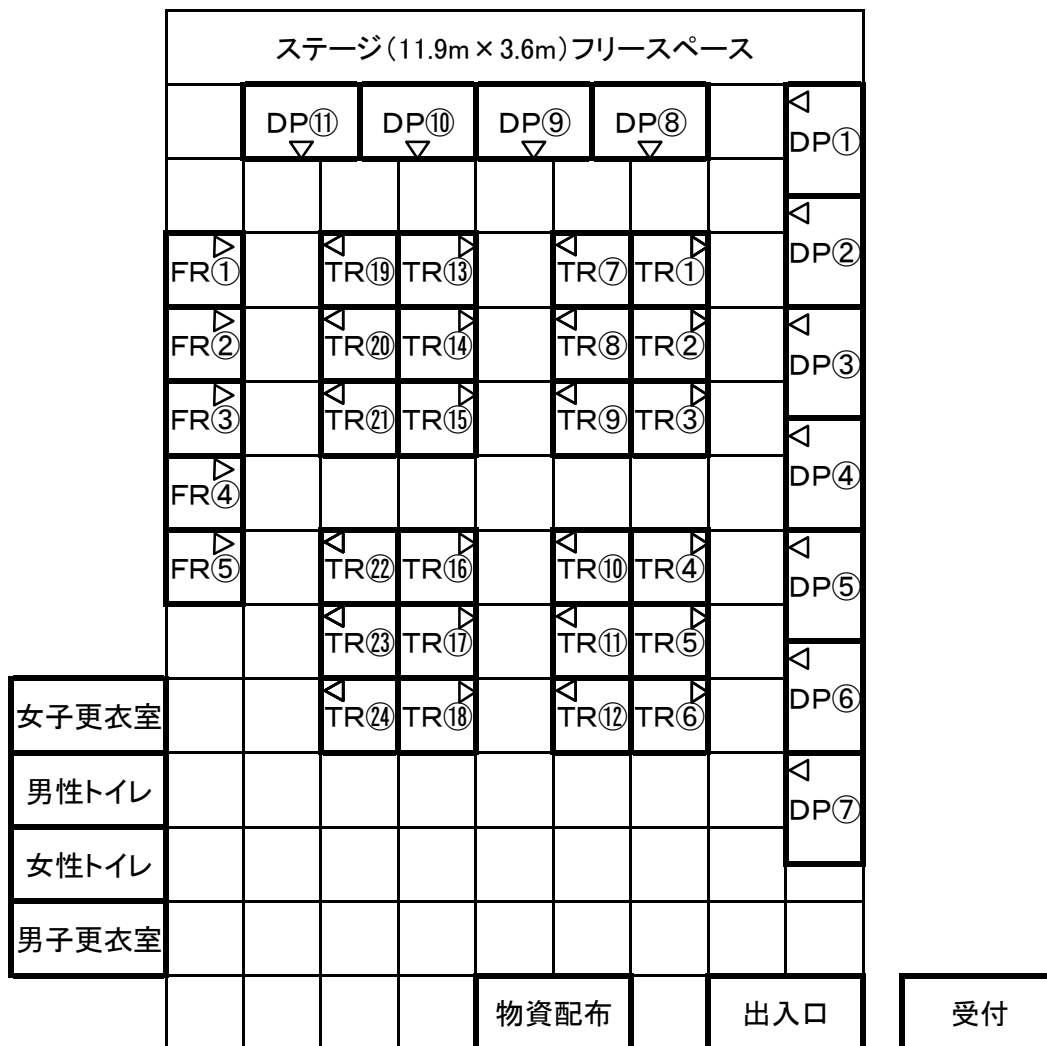 ステージ(11.9m×3.6m)フリースペース
DP⑪ DP⑩ DP⑨ DP⑧
DP①
DP②
FR① TR⑲ TR⑬ TR⑦ TR①
FR② TR⑳ TR⑭ TR⑧ TR②
DP③
FR③ TR㉑ TR⑮ TR⑨ TR③
FR④
DP④
FR⑤ TR㉒ TR⑯ TR⑩ TR④
DP⑤
TR㉓ TR⑰ TR⑪ TR⑤
DP⑥
女子更衣室 TR㉔ TR⑱ TR⑫ TR⑥
男性トイレ
DP⑦
女性トイレ
男子更衣室
物資配布 出入口 受付